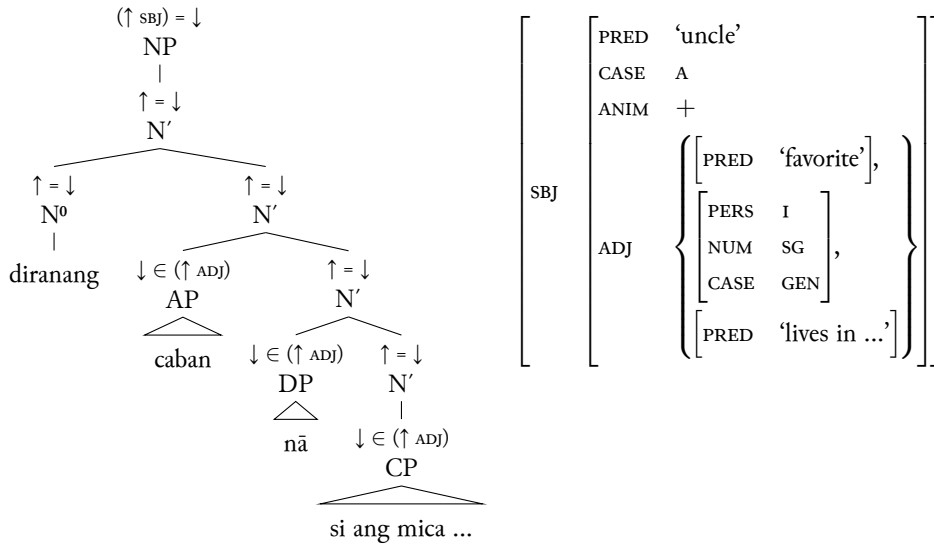 (↑ SBJ) = ↓
NP
↑ = ↓
N′
↑ = ↓ ↑ = ↓
N⁰ N′
diranang ↓ ∈ (↑ ADJ) ↑ = ↓
AP N′
caban ↓ ∈ (↑ ADJ) ↑ = ↓
DP N′
nā ↓ ∈ (↑ ADJ)
CP
si ang mica ...
SBJ
PRED ‘uncle’
CASE A
ANIM +
ADJ
[PRED ‘favorite’],
PERS I
NUM SG ,
CASE GEN
[PRED ‘lives in ...’]